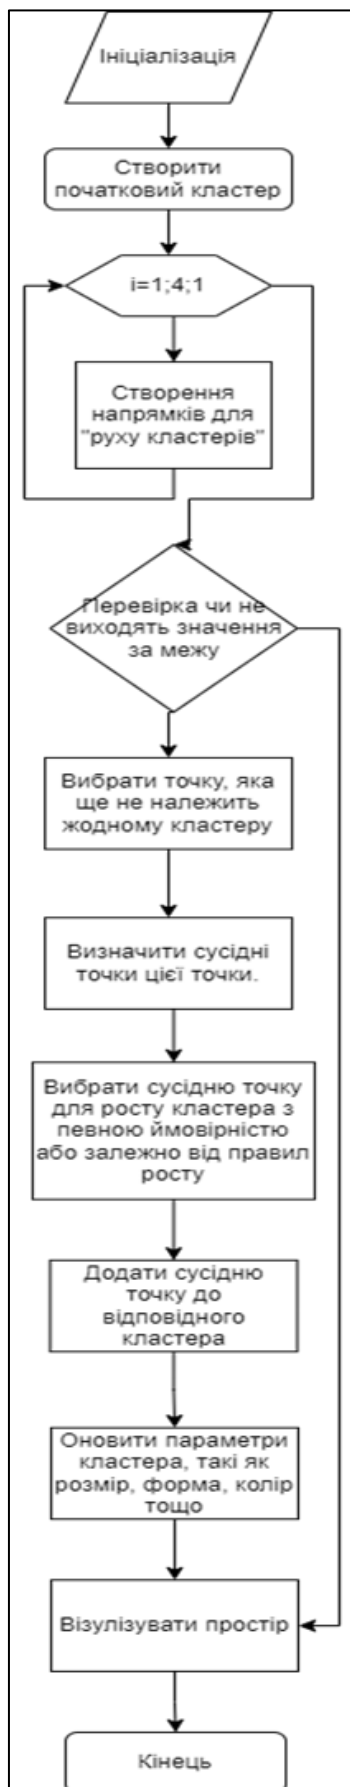 Ініціалізація
Створити
початковий кластер
i=1;4;1
Створення
напрямків для
"руху кластерів"
Перевірка чи не
виходять значення
за межу
Вибрати точку, яка
ще не належить
жодному кластеру
Визначити сусідні
точки цієї точки.
Вибрати сусідню точку
для росту кластера з
певною ймовірністю
або залежно від правил
росту
Додати сусідню
точку до
відповідного
кластера
Оновити параметри
кластера, такі як
розмір, форма, колір
тощо
Візулізувати простір
Кінець